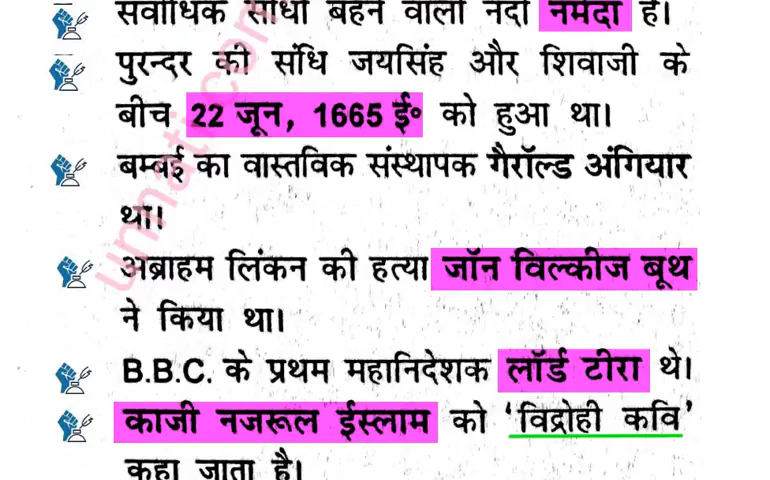 सर्वाधिक सीधी बहने वाली नदी नर्मदा है।
पुरन्दर की संधि जयसिंह और शिवाजी के
बीच 22 जून, 1665 ई॰ को हुआ था।
बम्बई का वास्तविक संस्थापक गैरॉल्ड अंगियार
था।
अब्राहम लिंकन की हत्या जॉन विल्कीज बूथ
ने किया था।
B.B.C. के प्रथम महानिदेशक लॉर्ड टीरा थे।
काजी नजरूल ईस्लाम को ‘विद्रोही कवि’
कहा जाता है।